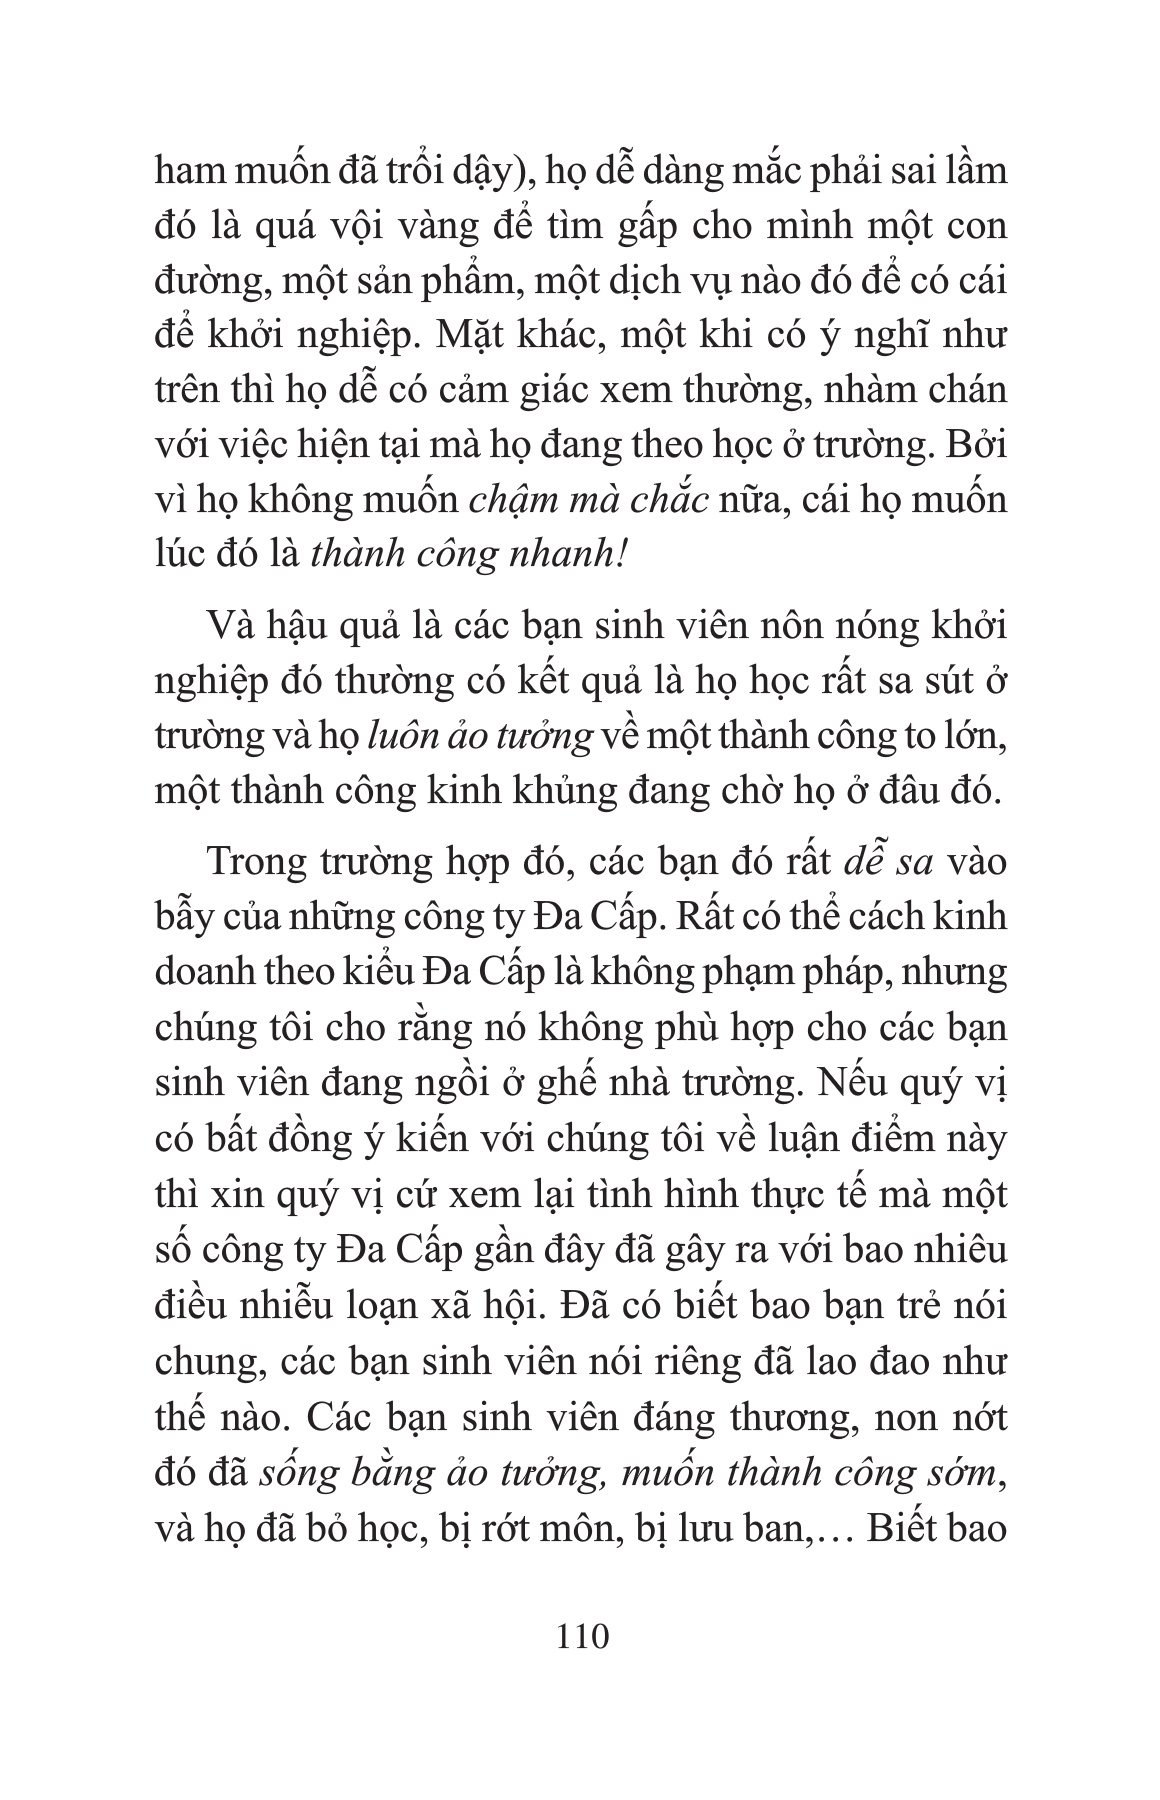 ham muốn đã trổi dậy), họ dễ dàng mắc phải sai lầm
đó là quá vội vàng để tìm gấp cho mình một con
đường, một sản phẩm, một dịch vụ nào đó để có cái
để khởi nghiệp. Mặt khác, một khi có ý nghĩ như
trên thì họ dễ có cảm giác xem thường, nhàm chán
với việc hiện tại mà họ đang theo học ở trường. Bởi
vì họ không muốn chậm mà chắc nữa, cái họ muốn
lúc đó là thành công nhanh!
Và hậu quả là các bạn sinh viên nôn nóng khởi
nghiệp đó thường có kết quả là họ học rất sa sút ở
trường và họ luôn ảo tưởng về một thành công to lớn,
một thành công kinh khủng đang chờ họ ở đâu đó.
Trong trường hợp đó, các bạn đó rất dễ sa vào
bẫy của những công ty Đa Cấp. Rất có thể cách kinh
doanh theo kiểu Đa Cấp là không phạm pháp, nhưng
chúng tôi cho rằng nó không phù hợp cho các bạn
sinh viên đang ngồi ở ghế nhà trường. Nếu quý vị
có bất đồng ý kiến với chúng tôi về luận điểm này
thì xin quý vị cứ xem lại tình hình thực tế mà một
số công ty Đa Cấp gần đây đã gây ra với bao nhiêu
điều nhiễu loạn xã hội. Đã có biết bao bạn trẻ nói
chung, các bạn sinh viên nói riêng đã lao đao như
thế nào. Các bạn sinh viên đáng thương, non nớt
đó đã sống bằng ảo tưởng, muốn thành công sớm,
và họ đã bỏ học, bị rớt môn, bị lưu ban,… Biết bao
110